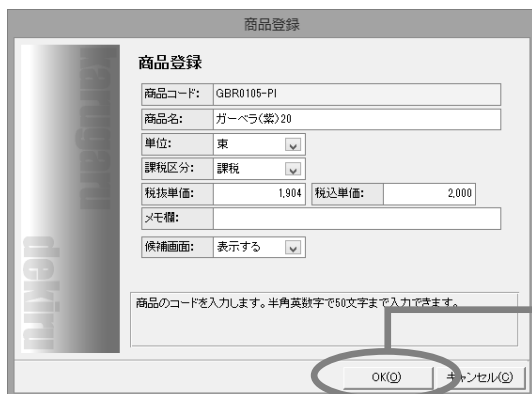 商品登録
karugaru
dekiru
商品登録
商品コード: GBR0105-PI
商品名: ガーベラ(紫)20
単位: 束
課税区分: 課税
税抜単価: 1,904 税込単価: 2,000
メモ欄:
候補画面: 表示する
商品のコードを入力します。半角英数字で50文字まで入力できます。
OK(O) キャンセル(C)